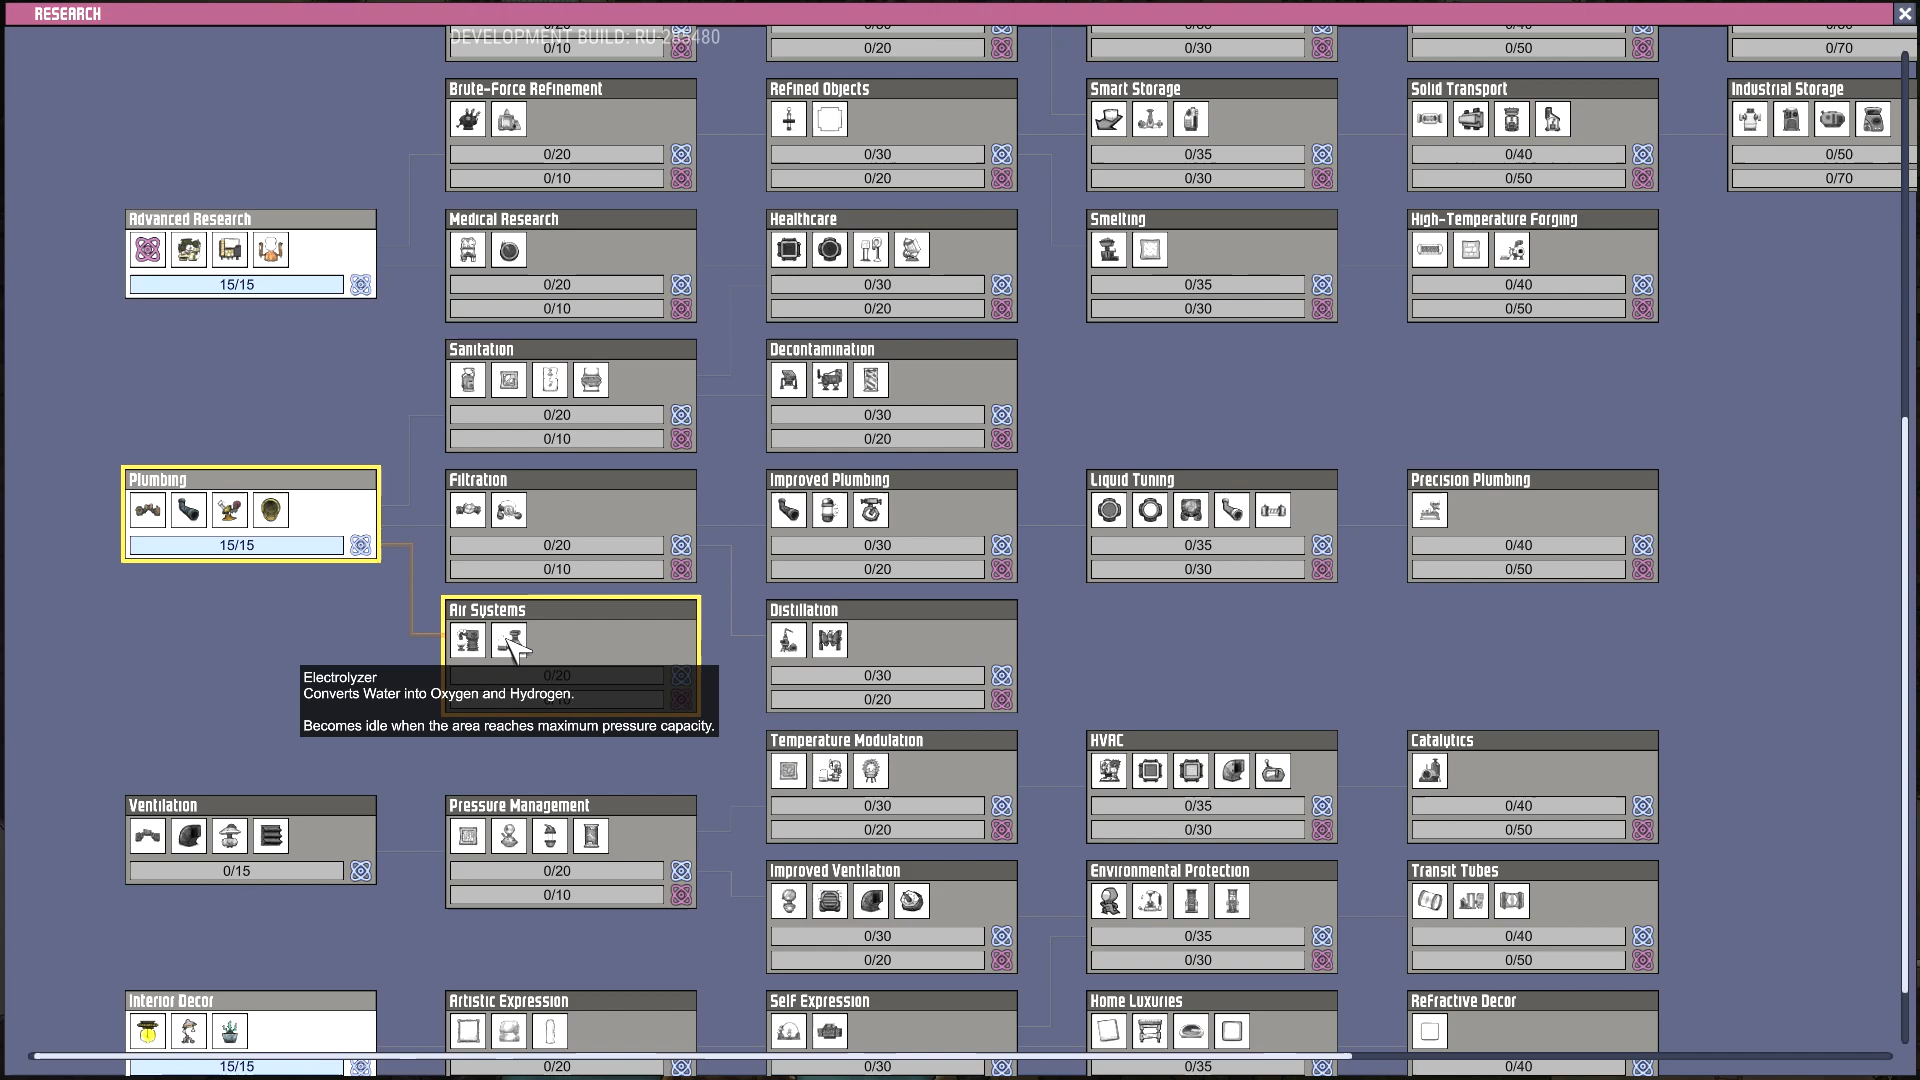 RESEARCH
DEVELOPMENT BUILD: RU-285480
0/10
0/20
0/30
0/50
0/70
Brute-Force Refinement
0/20
0/10
Refined Objects
0/30
0/20
Smart Storage
0/35
0/30
Solid Transport
0/40
0/50
Industrial Storage
0/50
0/70
Advanced Research
15/15
Medical Research
0/20
0/10
Healthcare
0/30
0/20
Smelting
0/35
0/30
High-Temperature Forging
0/40
0/50
Sanitation
0/20
0/10
Decontamination
0/30
0/20
Plumbing
15/15
Filtration
0/20
0/10
Improved Plumbing
0/30
0/20
Liquid Tuning
0/35
0/30
Precision Plumbing
0/40
0/50
Air Systems
0/20
0/10
Electrolyzer
Converts Water into Oxygen and Hydrogen.
Becomes idle when the area reaches maximum pressure capacity.
Distillation
0/30
0/20
Temperature Modulation
0/30
0/20
HVAC
0/35
0/30
Catalytics
0/40
0/50
Ventilation
0/15
Pressure Management
0/20
0/10
Improved Ventilation
0/30
0/20
Environmental Protection
0/35
0/30
Transit Tubes
0/40
0/50
Interior Decor
15/15
Artistic Expression
0/20
Self Expression
0/30
Home Luxuries
0/35
Refractive Decor
0/40